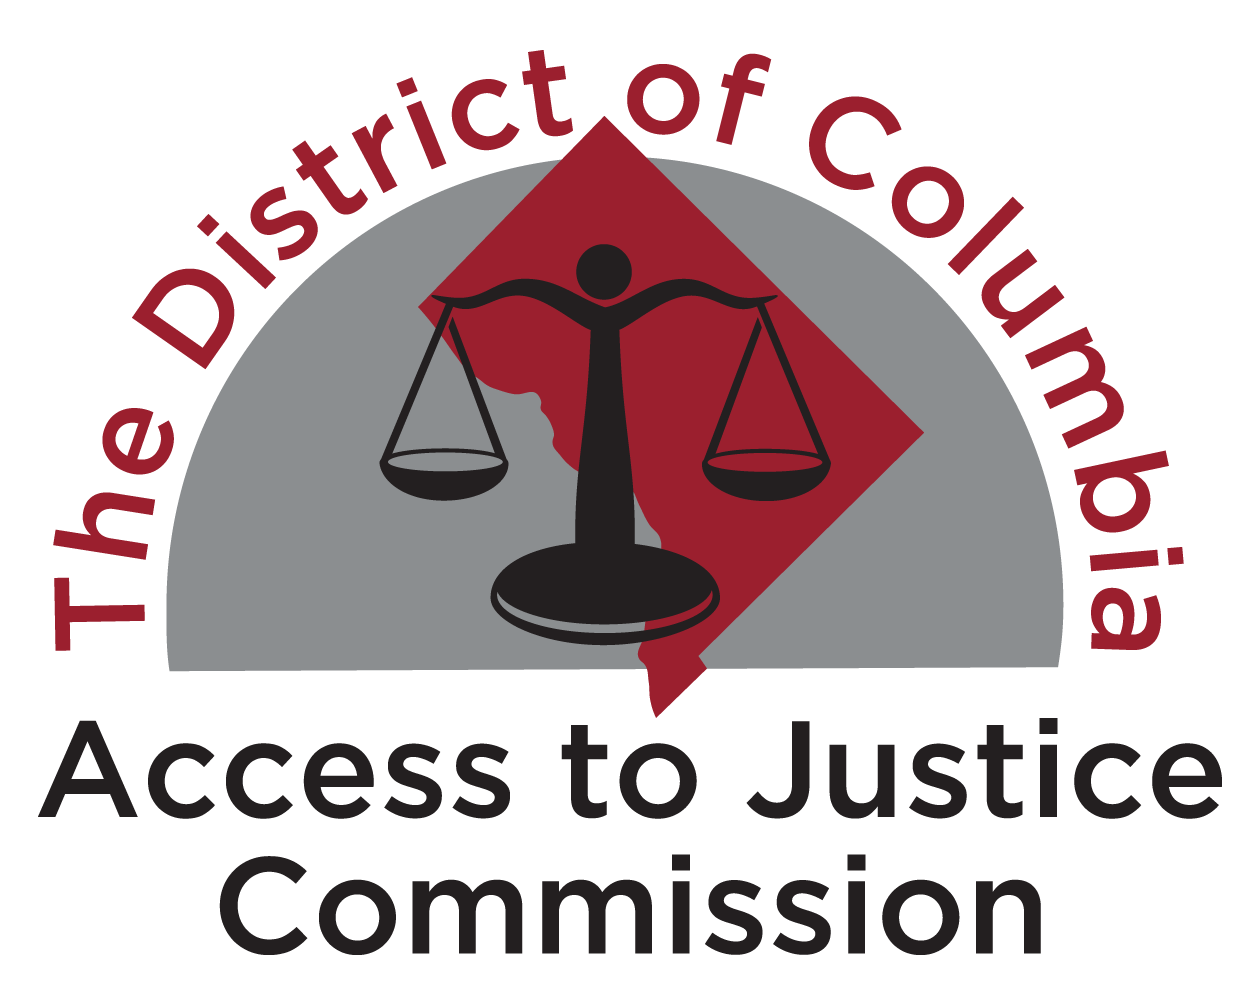 The District of Columbia
Access to Justice
Commission